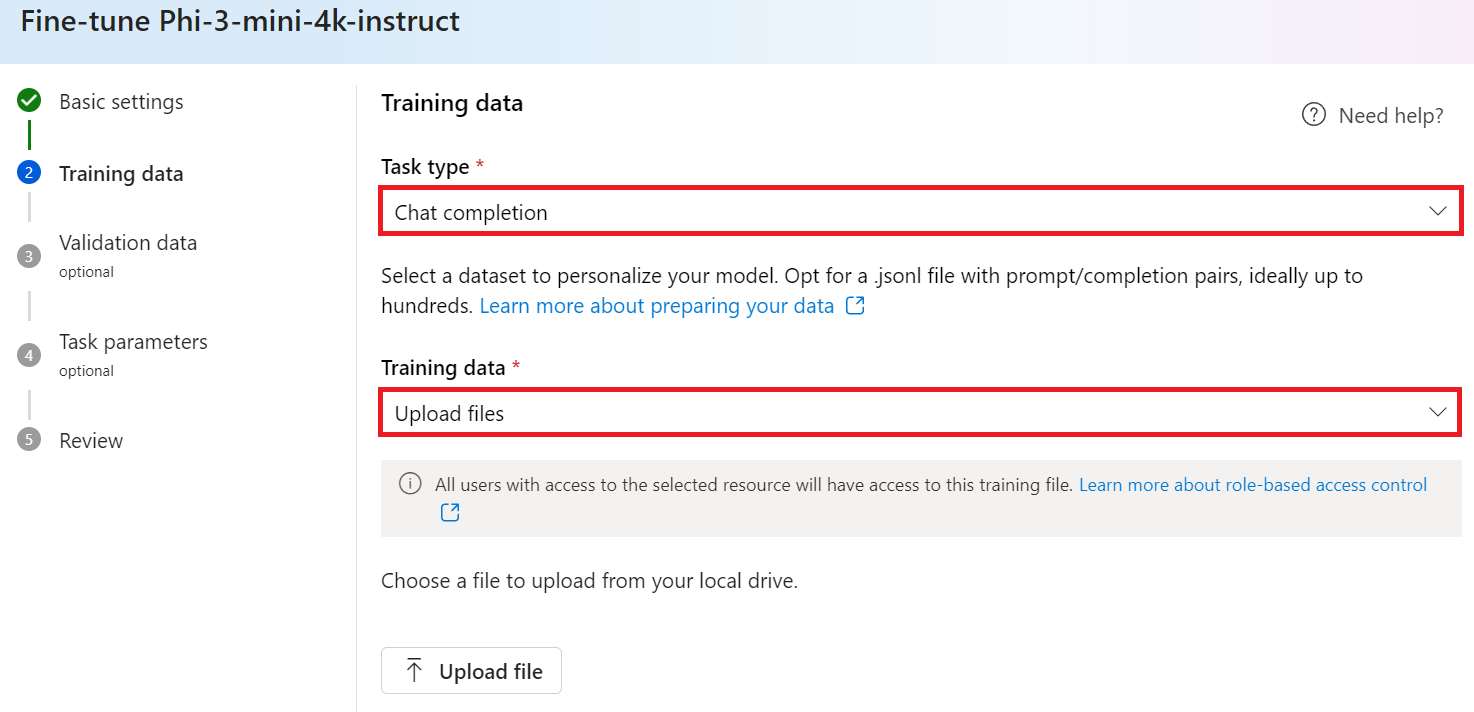 Fine-tune Phi-3-mini-4k-instruct
Basic settings
2
Training data
3
Validation data
optional
4
Task parameters
optional
5
Review
Training data
Need help?
Task type *
Chat completion
Select a dataset to personalize your model. Opt for a .jsonl file with prompt/completion pairs, ideally up to
hundreds. Learn more about preparing your data
Training data *
Upload files
All users with access to the selected resource will have access to this training file. Learn more about role-based access control
Choose a file to upload from your local drive.
Upload file